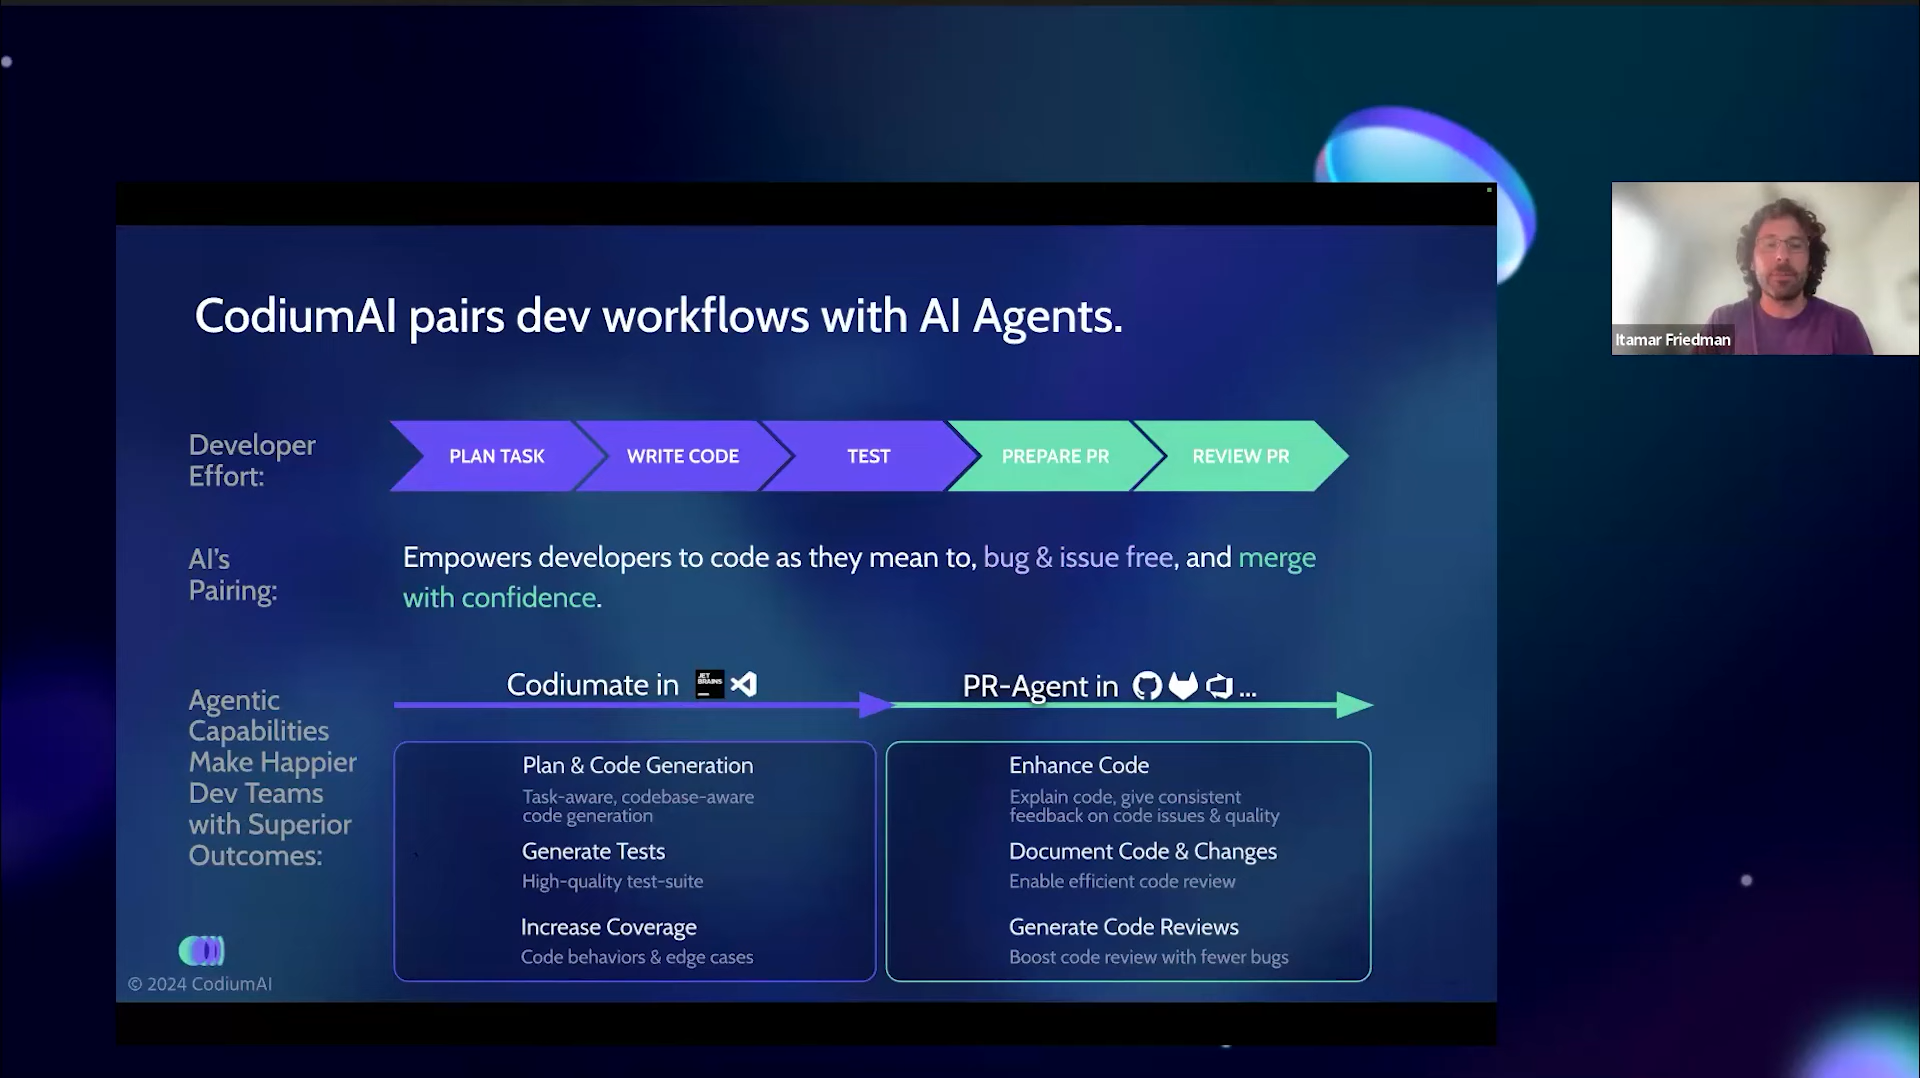 CodiumAI pairs dev workflows with AI Agents.
Developer
Effort:
PLAN TASK
WRITE CODE
TEST
PREPARE PR
REVIEW PR
AI's
Pairing:
Empowers developers to code as they mean to, bug & issue free, and merge
with confidence.
Agentic
Capabilities
Make Happier
Dev Teams
with Superior
Outcomes:
Codiumate in
JET
BRAINS
PR-Agent in
...
Plan & Code Generation
Task-aware, codebase-aware
code generation
Generate Tests
High-quality test-suite
Increase Coverage
Code behaviors & edge cases
Enhance Code
Explain code, give consistent
feedback on code issues & quality
Document Code & Changes
Enable efficient code review
Generate Code Reviews
Boost code review with fewer bugs
© 2024 CodiumAI
Itamar Friedman